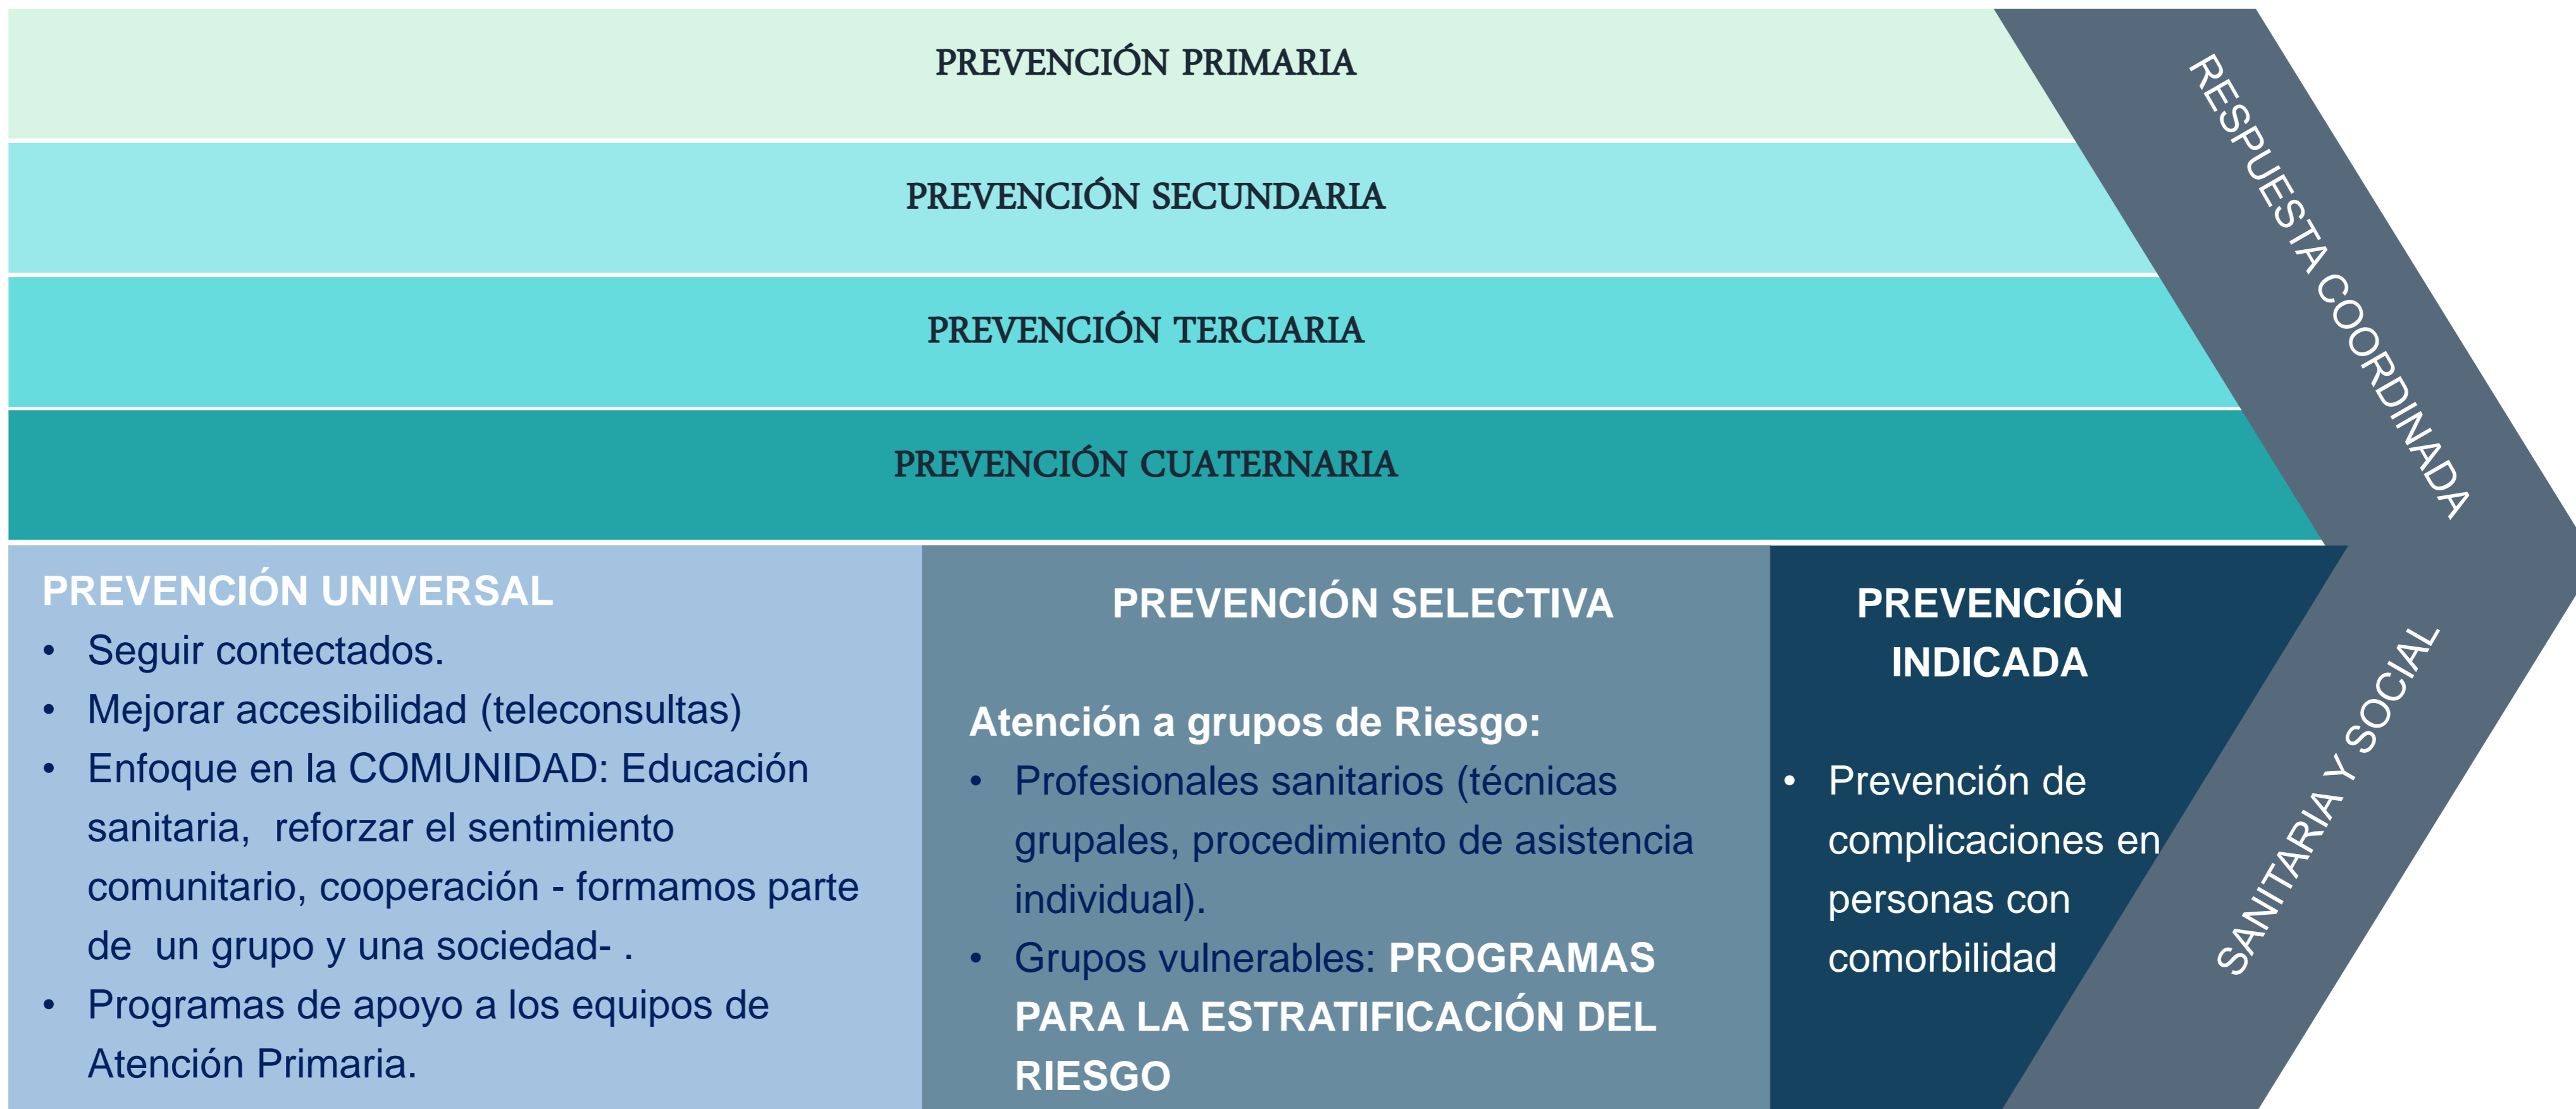 PREVENCIÓN PRIMARIA
PREVENCIÓN SECUNDARIA
PREVENCIÓN TERCIARIA
PREVENCIÓN CUATERNARIA
RESPUESTA COORDINADA
SANITARIA Y SOCIAL
PREVENCIÓN UNIVERSAL
• Seguir contectados.
• Mejorar accesibilidad (teleconsultas)
• Enfoque en la COMUNIDAD: Educación
sanitaria, reforzar el sentimiento
comunitario, cooperación - formamos parte
de un grupo y una sociedad- .
• Programas de apoyo a los equipos de
Atención Primaria.
PREVENCIÓN SELECTIVA
Atención a grupos de Riesgo:
• Profesionales sanitarios (técnicas
grupales, procedimiento de asistencia
individual).
• Grupos vulnerables: PROGRAMAS
PARA LA ESTRATIFICACIÓN DEL
RIESGO
PREVENCIÓN
INDICADA
• Prevención de
complicaciones en
personas con
comorbilidad